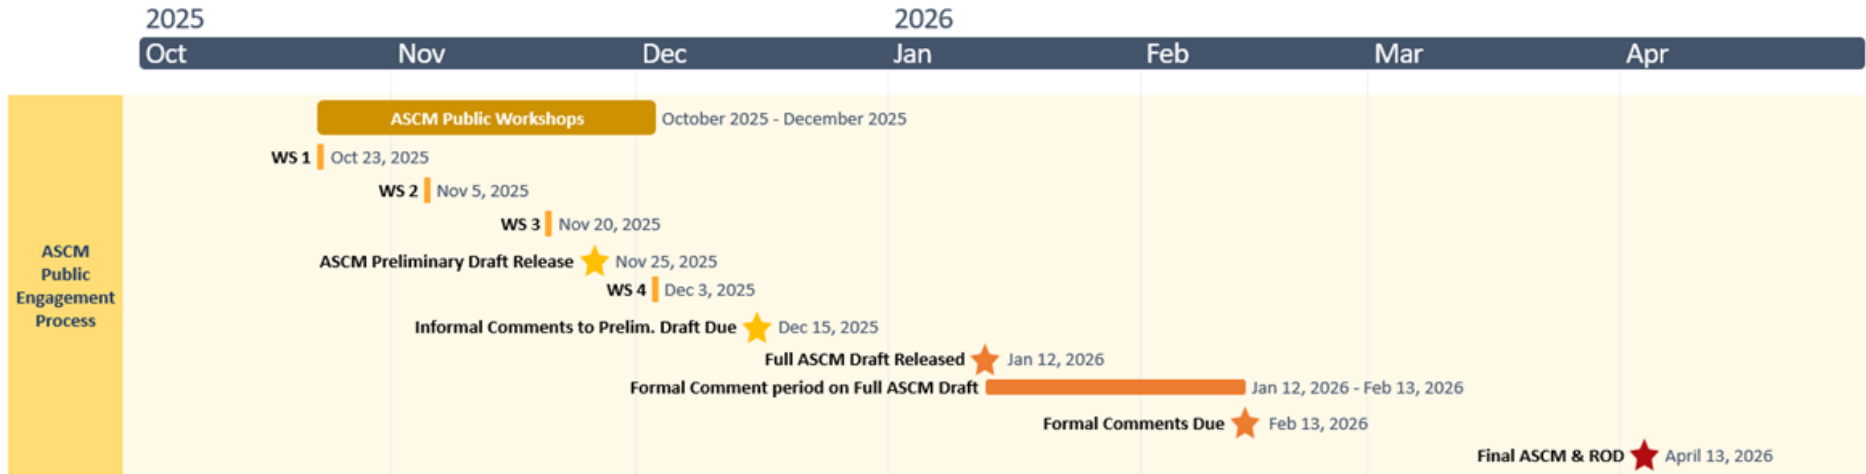 2025 2026
Oct Nov Dec Jan Feb Mar Apr
ASCM Public Workshops October 2025 - December 2025
WS 1 Oct 23, 2025
WS 2 Nov 5, 2025
WS 3 Nov 20, 2025
ASCM Preliminary Draft Release Nov 25, 2025
WS 4 Dec 3, 2025
Informal Comments to Prelim. Draft Due Dec 15, 2025
Full ASCM Draft Released Jan 12, 2026
Formal Comment period on Full ASCM Draft Jan 12, 2026 - Feb 13, 2026
Formal Comments Due Feb 13, 2026
Final ASCM & ROD April 13, 2026
ASCM
Public
Engagement
Process